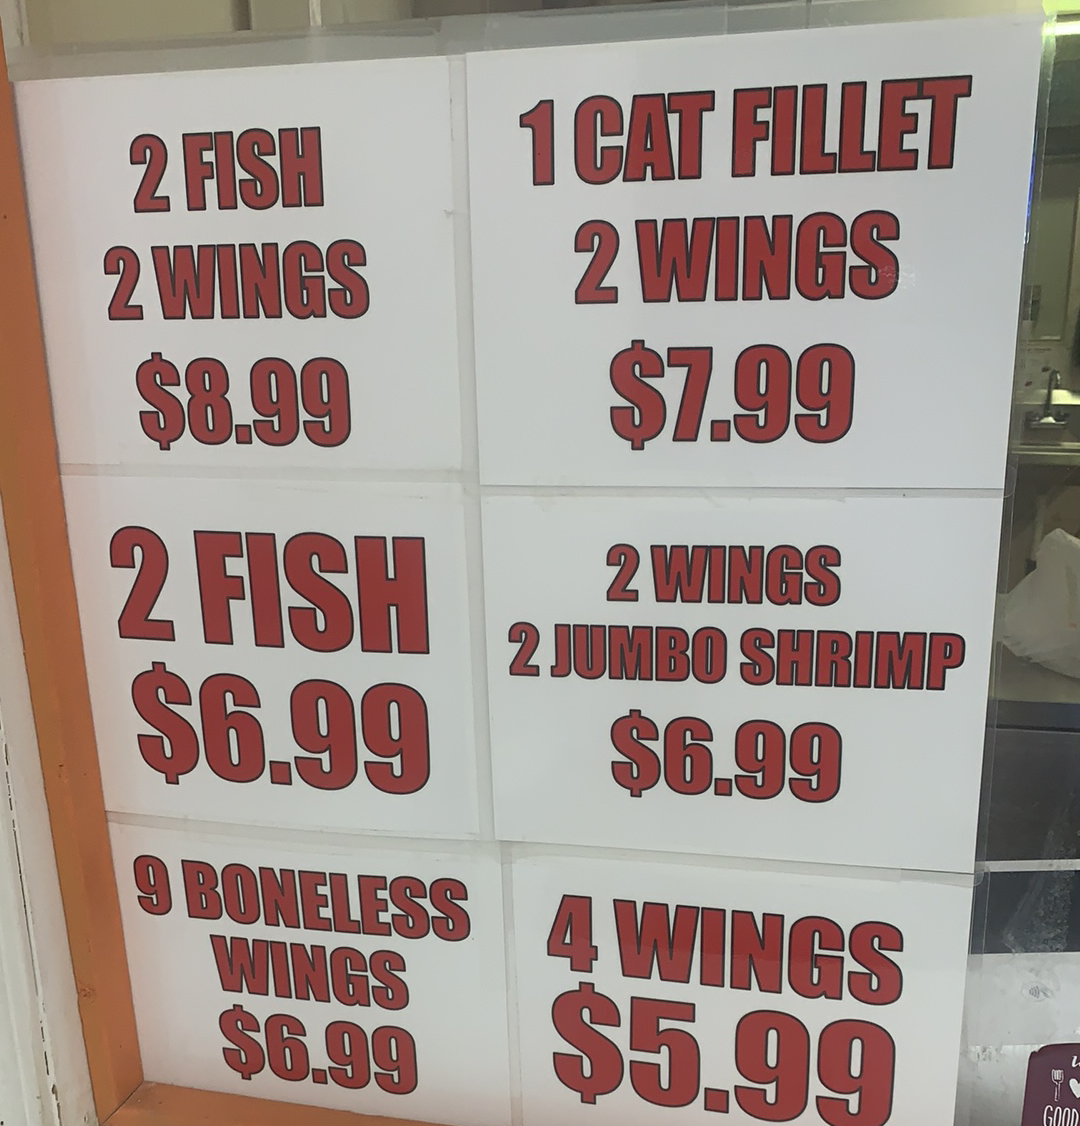 2 FISH
2 WINGS
$8.99
1 CAT FILLET
2 WINGS
$7.99
2 FISH
$6.99
2 WINGS
2 JUMBO SHRIMP
$6.99
9 BONELESS
WINGS
$6.99
4 WINGS
$5.99
GOOD